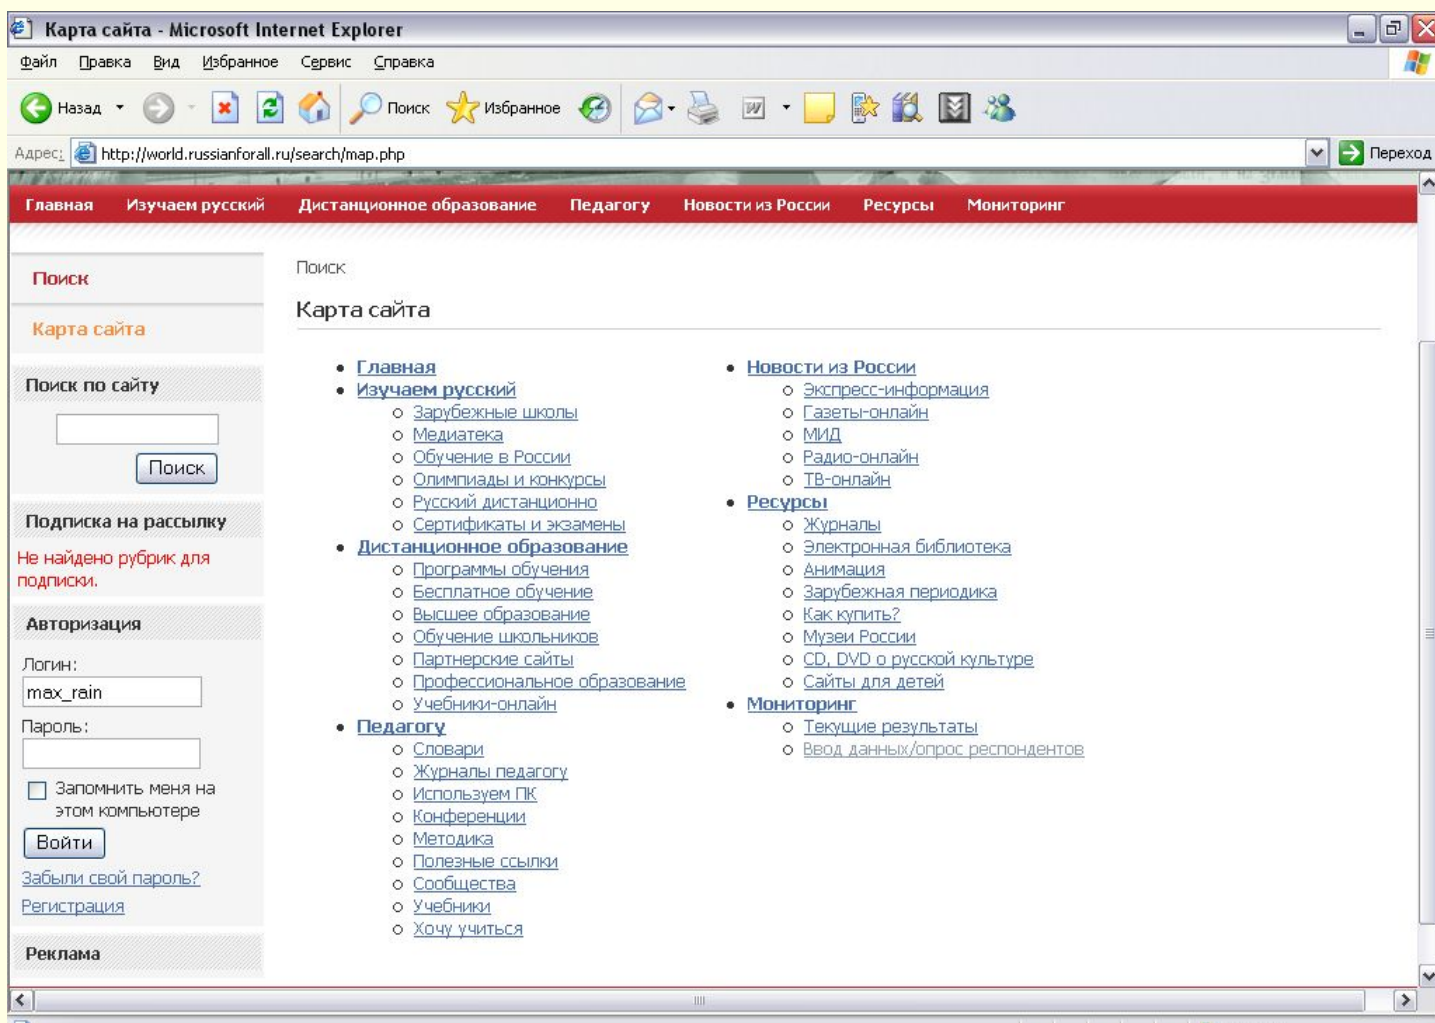 Карта сайта - Microsoft Internet Explorer
Файл Правка Вид Избранное Сервис Справка
Назад Поиск Избранное
Адрес: http://world.russianforall.ru/search/map.php Переход
Главная Изучаем русский Дистанционное образование Педагогу Новости из России Ресурсы Мониторинг
Поиск
Карта сайта
Поиск по сайту
Поиск
Подписка на рассылку
Не найдено рубрик для
подписки.
Авторизация
Логин:
max_rain
Пароль:
Запомнить меня на
этом компьютере
Войти
Забыли свой пароль?
Регистрация
Реклама
Поиск
Карта сайта
Главная
Изучаем русский
Зарубежные школы
Медиатека
Обучение в России
Олимпиады и конкурсы
Русский дистанционно
Сертификаты и экзамены
Дистанционное образование
Программы обучения
Бесплатное обучение
Высшее образование
Обучение школьников
Партнерские сайты
Профессиональное образование
Учебники-онлайн
Педагогу
Словари
Журналы педагогу
Используем ПК
Конференции
Методика
Полезные ссылки
Сообщества
Учебники
Хочу учиться
Новости из России
Экспресс-информация
Газеты-онлайн
МИД
Радио-онлайн
ТВ-онлайн
Ресурсы
Журналы
Электронная библиотека
Анимация
Зарубежная периодика
Как купить?
Музеи России
CD, DVD о русской культуре
Сайты для детей
Мониторинг
Текущие результаты
Ввод данных/опрос респондентов